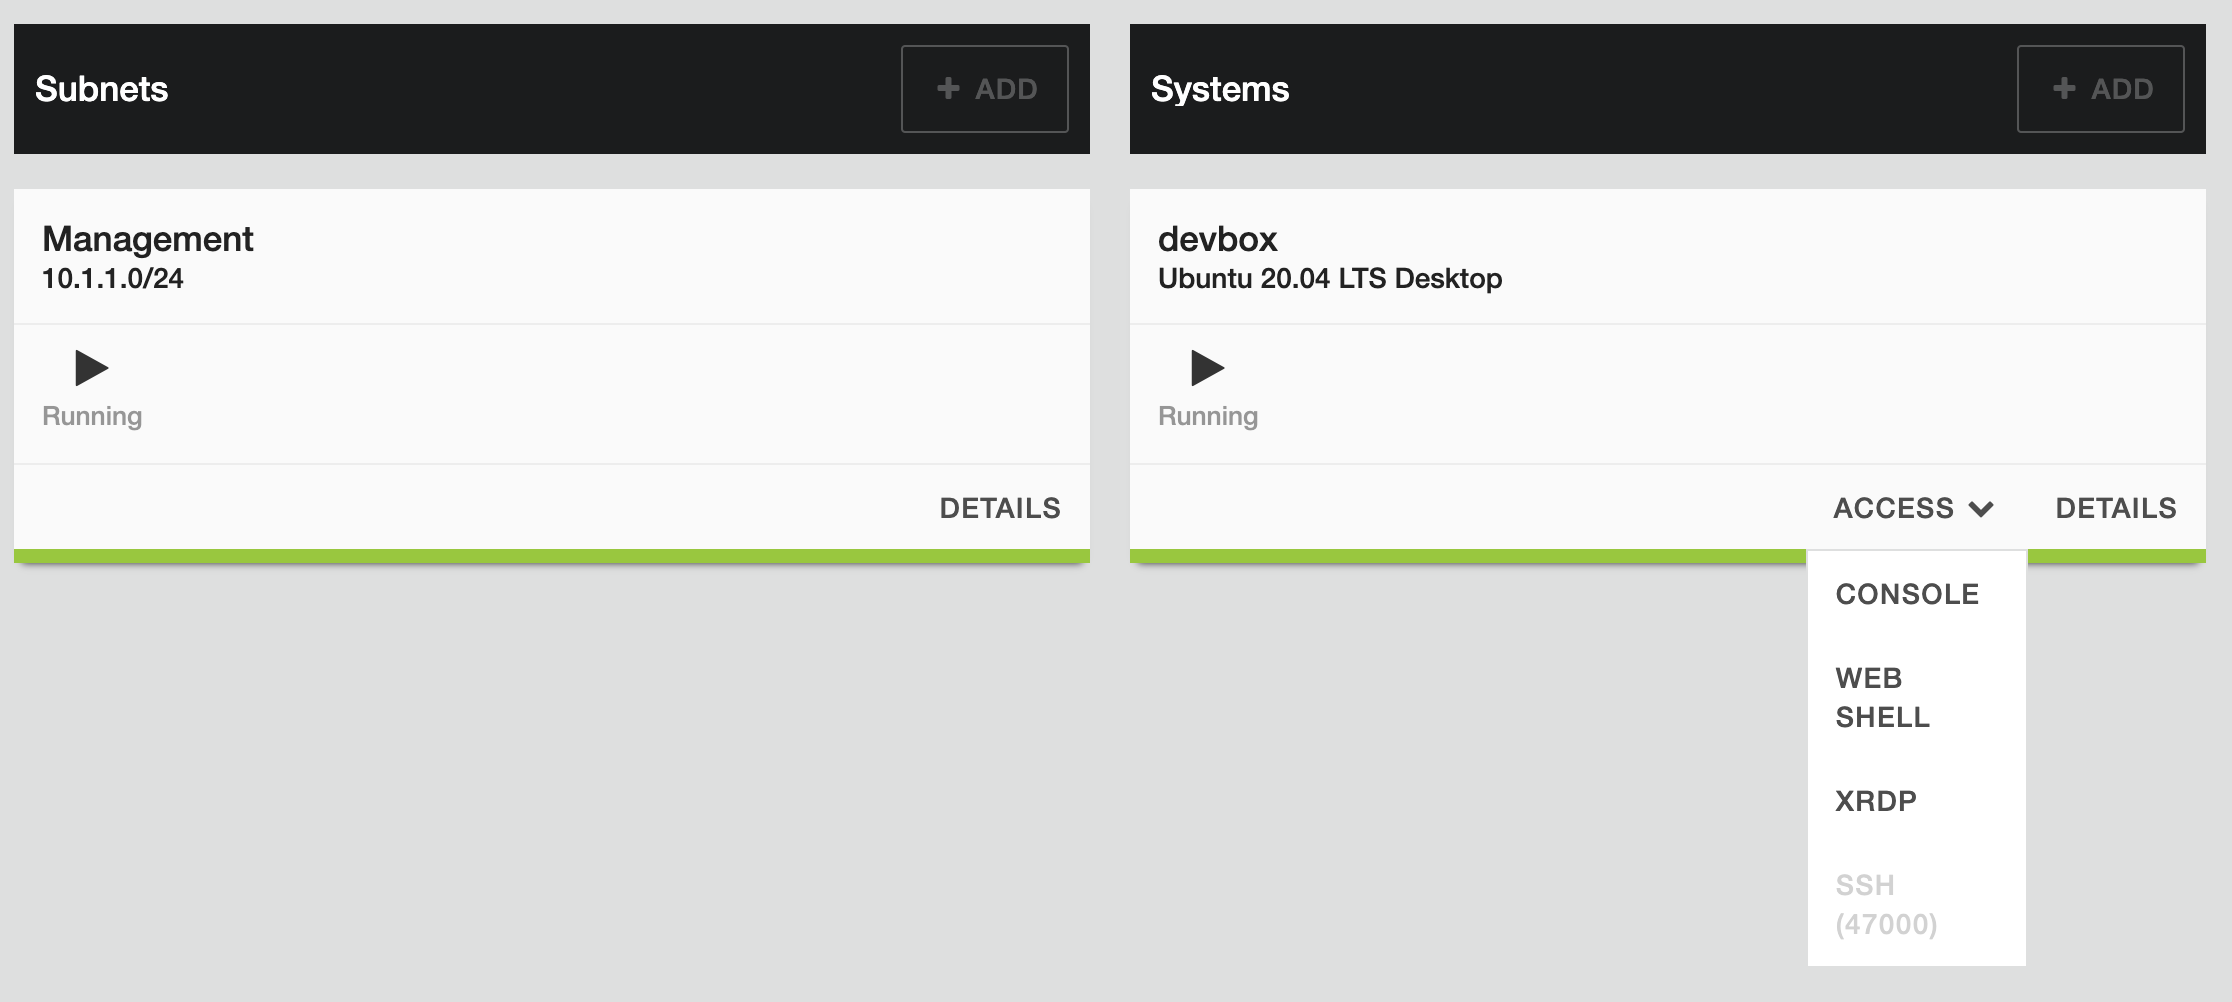 Subnets
+ ADD
Systems
+ ADD
Management
10.1.1.0/24
Running
DETAILS
devbox
Ubuntu 20.04 LTS Desktop
Running
ACCESS
DETAILS
CONSOLE
WEB
SHELL
XRDP
SSH
(47000)